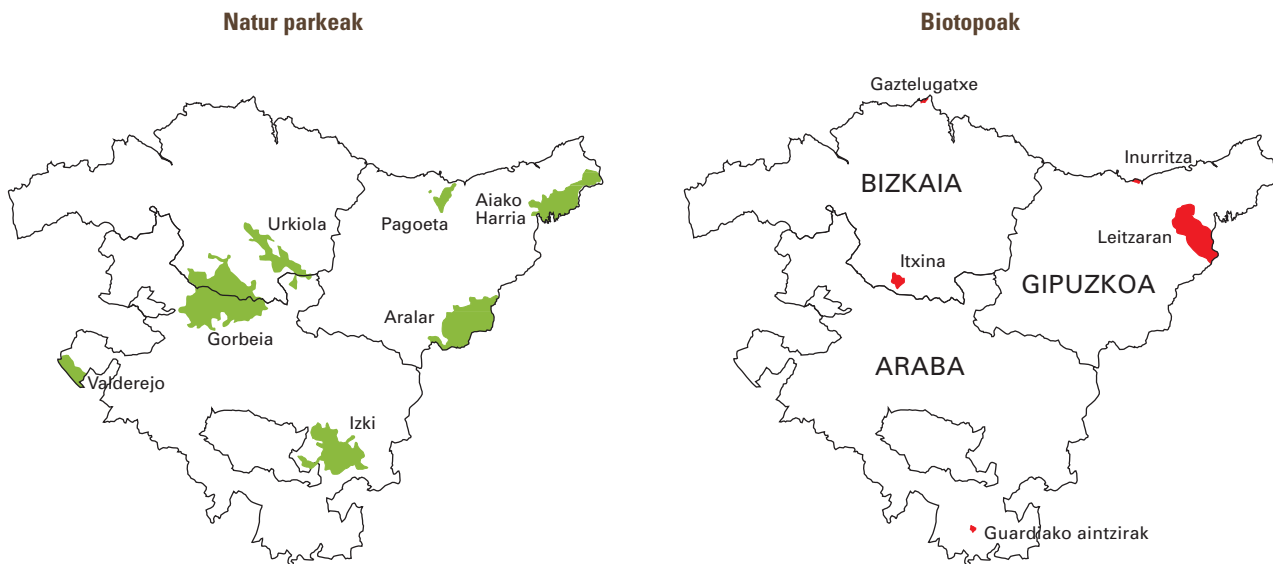 Natur parkeak
Urkiola
Pagoeta
Aiako
Harria
Gorbeia
Aralar
Valderejo
Izki
Biotopoak
Gaztelugatxe
Inurritza
BIZKAIA
Leitzaran
Itxina
GIPUZKOA
ARABA
Guardiako aintzirak